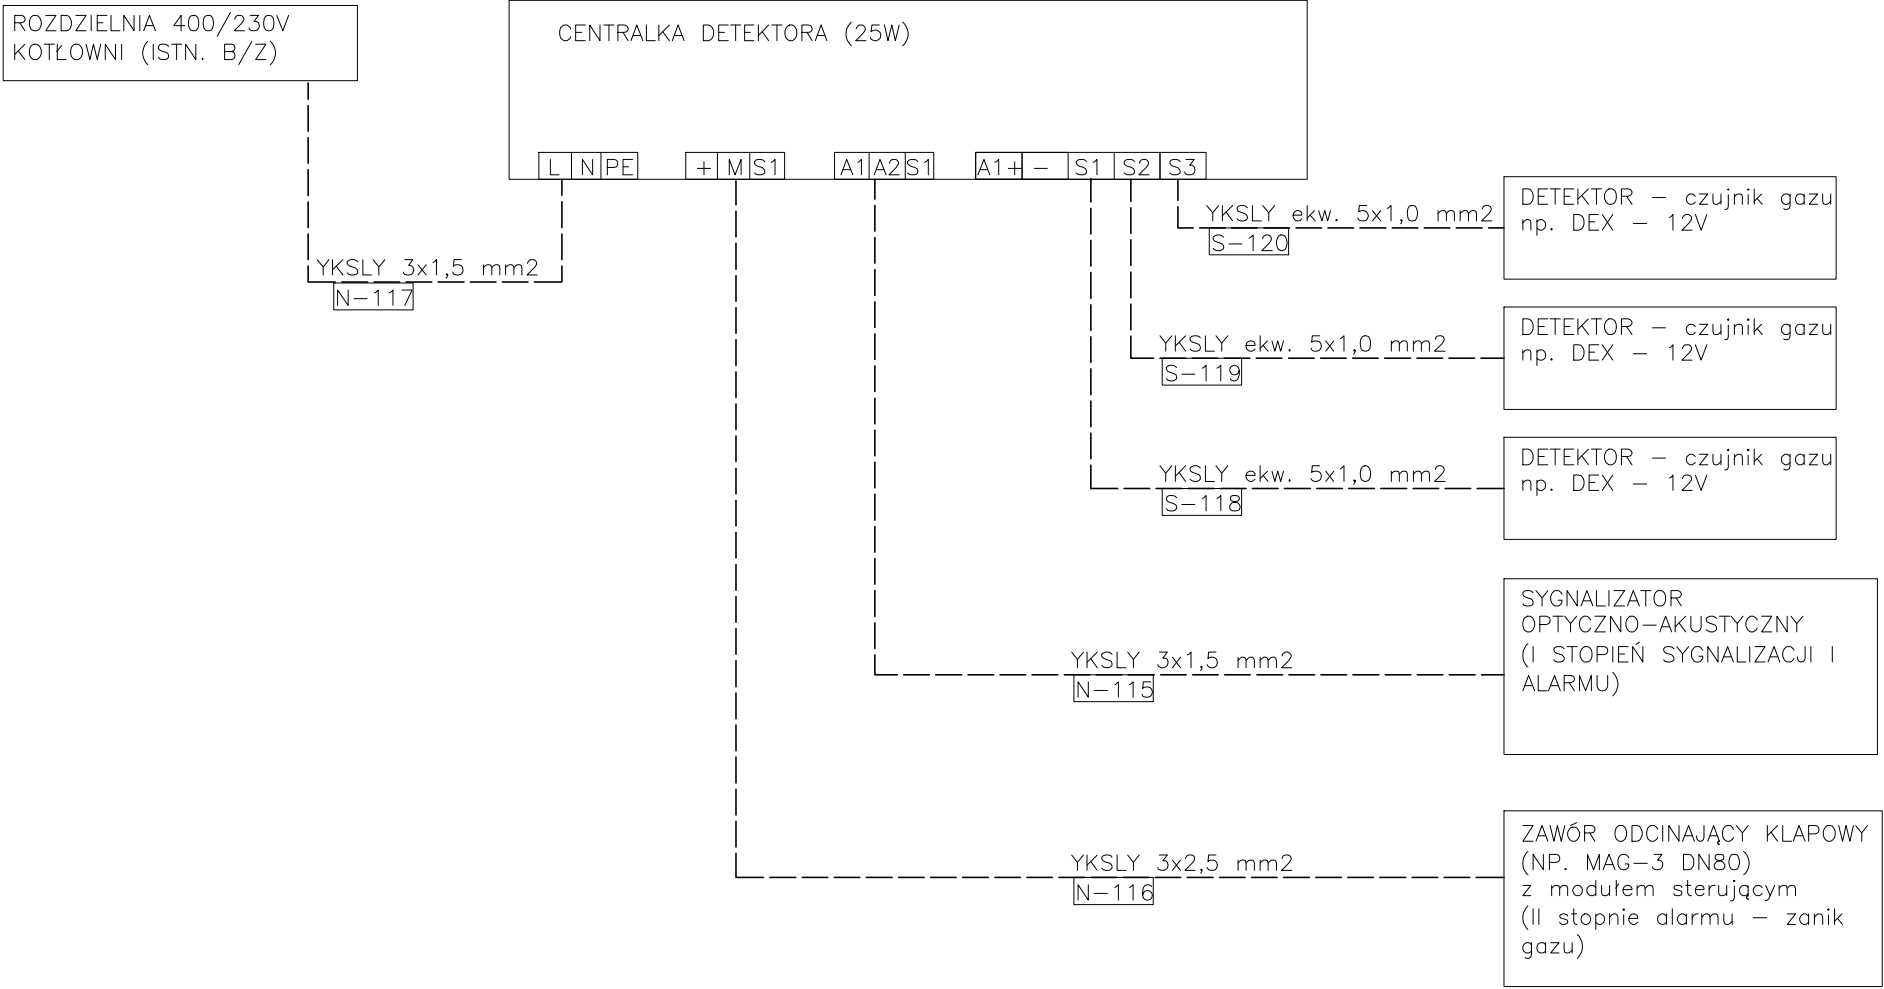 ROZDZIELNIA 400/230V
KOTŁOWNI (ISTN. B/Z)
CENTRALKA DETEKTORA (25W)
L N PE + M S1 A1 A2 S1 A1+ - S1 S2 S3
YKSLY 3x1,5 mm2
N-117
YKSLY ekw. 5x1,0 mm2
S-120
DETEKTOR - czujnik gazu
np. DEX - 12V
YKSLY ekw. 5x1,0 mm2
S-119
DETEKTOR - czujnik gazu
np. DEX - 12V
YKSLY ekw. 5x1,0 mm2
S-118
DETEKTOR - czujnik gazu
np. DEX - 12V
YKSLY 3x1,5 mm2
N-115
SYGNALIZATOR
OPTYCZNO-AKUSTYCZNY
(I STOPIEŃ SYGNALIZACJI I
ALARMU)
YKSLY 3x2,5 mm2
N-116
ZAWÓR ODCINAJĄCY KLAPOWY
(NP. MAG-3 DN80)
z modułem sterującym
(II stopnie alarmu - zanik
gazu)